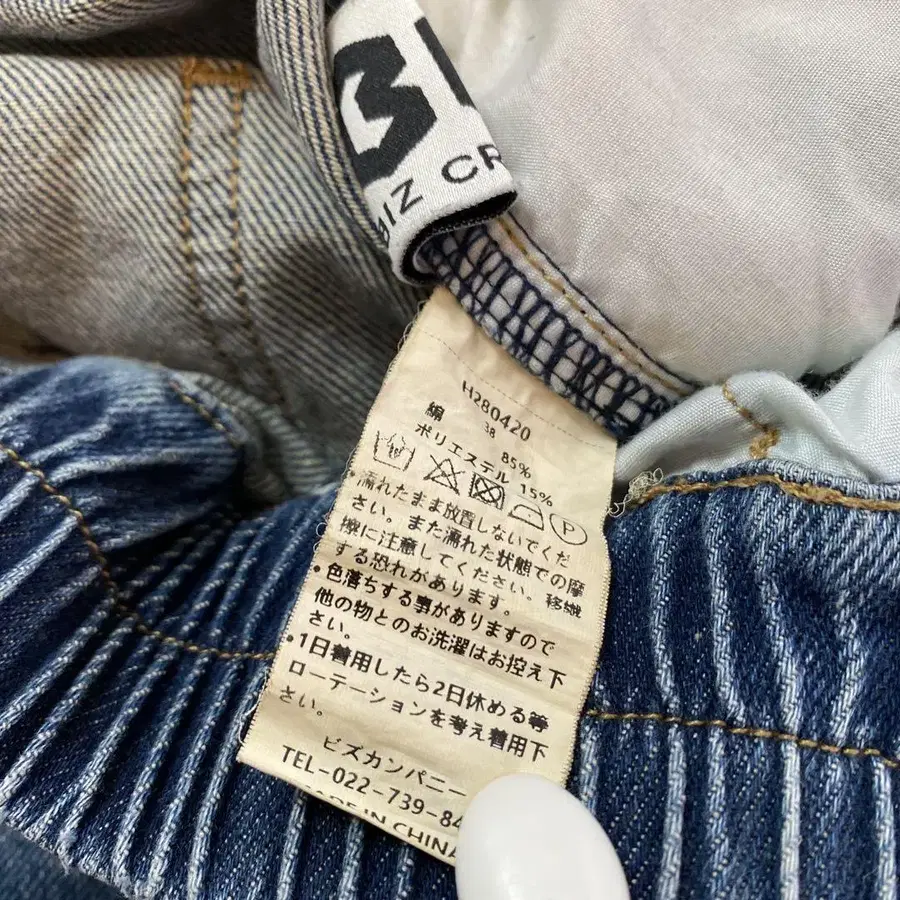 BIZ CR
H280420
38
綿 85%
ポリエステル 15%
P
・濡れたまま放置しないでくだ
さい。また濡れた状態での摩
擦に注意してください。移繊
する恐れがあります。
・色落ちする事がありますので
他の物とのお洗濯はお控え下
さい。
・1日着用したら2日休める等
ローテーションを考え着用下
さい。
ビズカンパニー
TEL-022-739-84
MADE IN CHINA